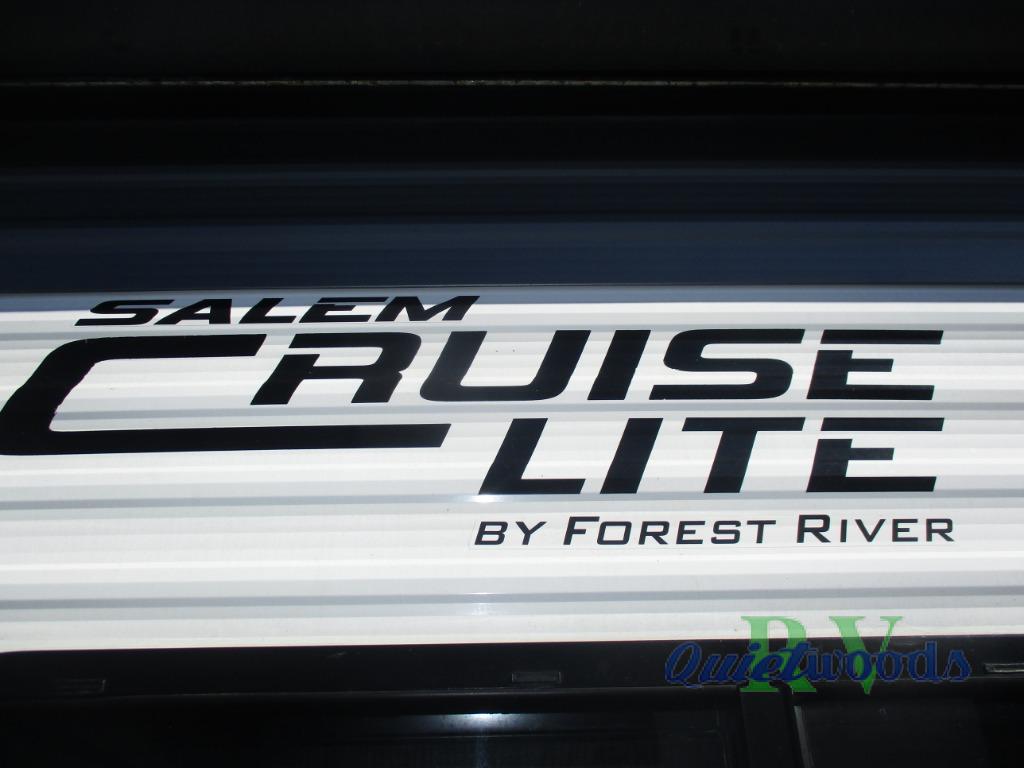 SALEM
CRUISE
LITE
BY FOREST RIVER
Quietwoods
RV